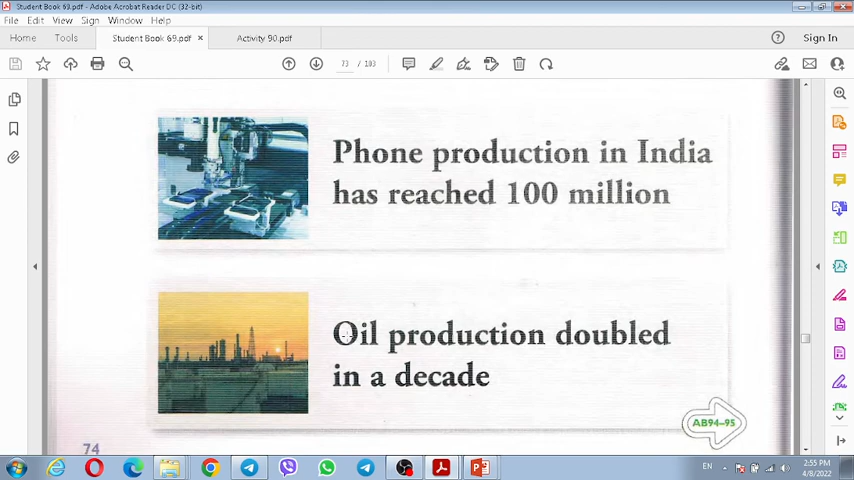 Student Book 69.pdf - Adobe Acrobat Reader DC (32-bit)
File Edit View Sign Window Help
Home Tools Student Book 69.pdf × Activity 90.pdf Sign In
73 / 103
Phone production in India
has reached 100 million
Oil production doubled
in a decade
AB94-95
74
EN 2:55 PM
4/8/2022